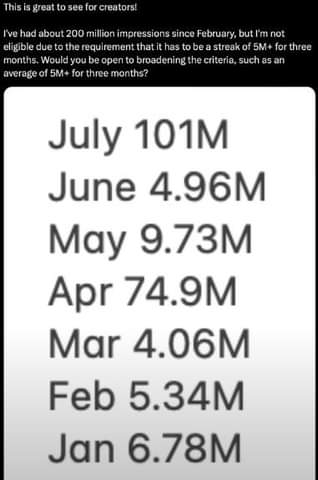 This is great to see for creators!
I've had about 200 million impressions since February, but I'm not
eligible due to the requirement that it has to be a streak of 5M+ for three
months. Would you be open to broadening the criteria, such as an
average of 5M+ for three months?
July 101M
June 4.96M
May 9.73M
Apr 74.9M
Mar 4.06M
Feb 5.34M
Jan 6.78M